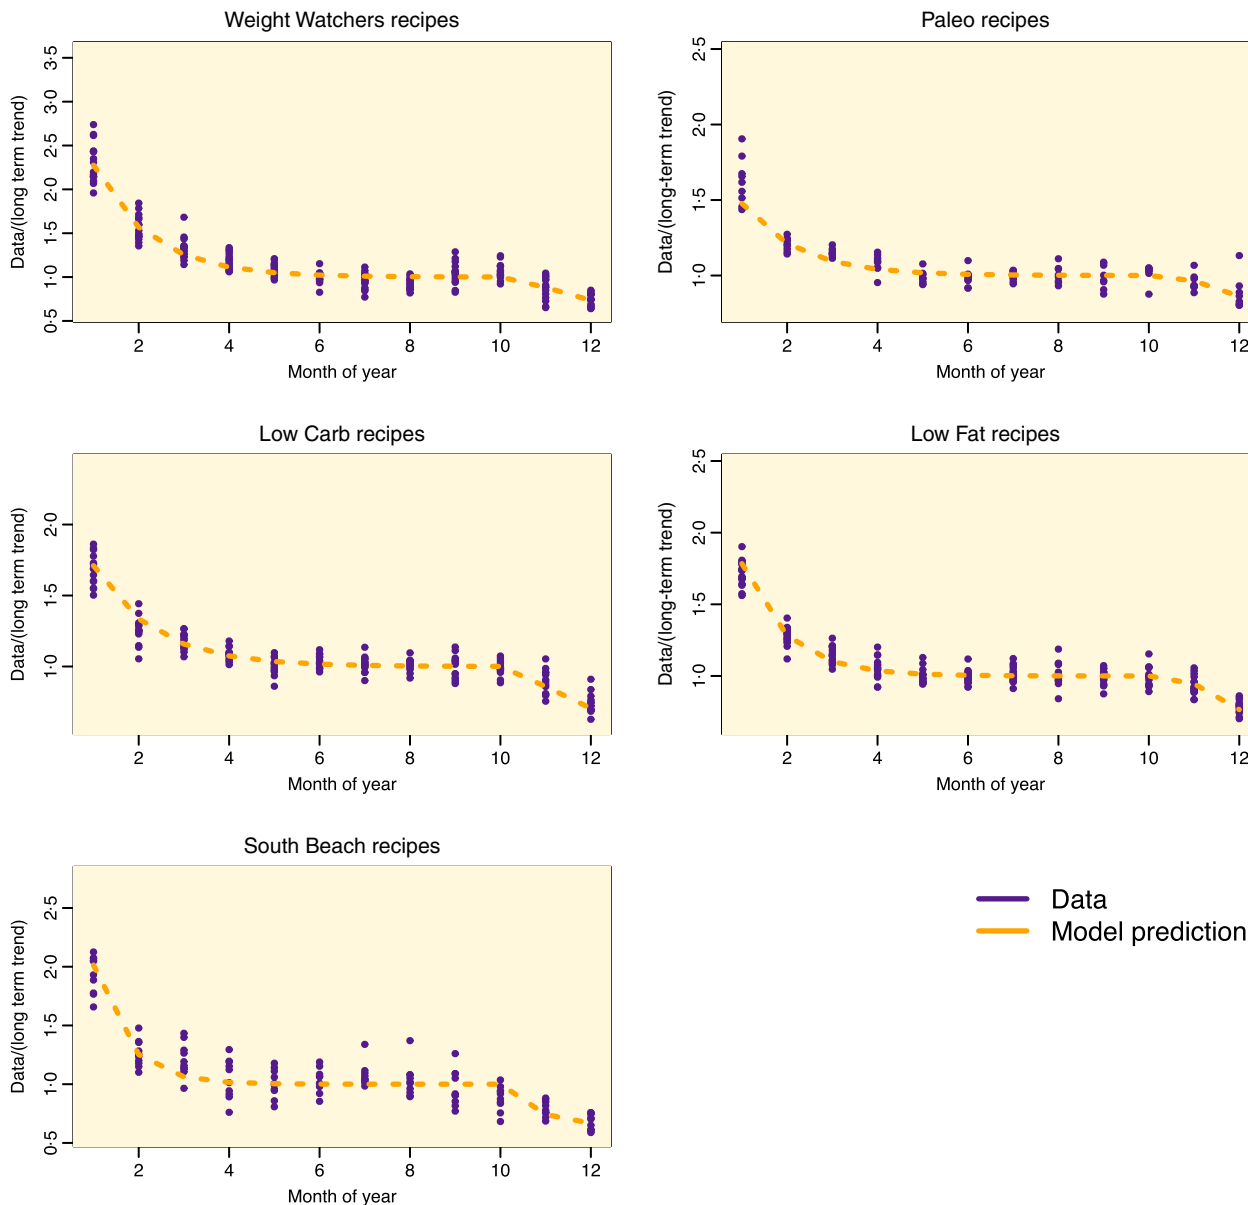 Weight Watchers recipes
Data/(long term trend)
3·5
3·0
2·5
2·0
1·5
1·0
0·5
2 4 6 8 10 12
Month of year
Paleo recipes
Data/(long-term trend)
2·5
2·0
1·5
1·0
2 4 6 8 10 12
Month of year
Low Carb recipes
Data/(long term trend)
2·0
1·5
1·0
2 4 6 8 10 12
Month of year
Low Fat recipes
Data/(long-term trend)
2·5
2·0
1·5
1·0
2 4 6 8 10 12
Month of year
South Beach recipes
Data/(long term trend)
2·5
2·0
1·5
1·0
0·5
2 4 6 8 10 12
Month of year
Data
Model prediction